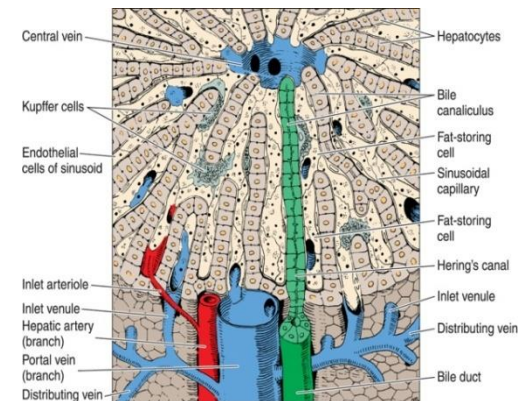 Central vein
Kupffer cells
Endothelial
cells of sinusoid
Inlet arteriole
Inlet venule
Hepatic artery
(branch)
Portal vein
(branch)
Distributing vein
Hepatocytes
Bile
canaliculus
Fat-storing
cell
Sinusoidal
capillary
Fat-storing
cell
Hering's canal
Inlet venule
Distributing vein
Bile duct